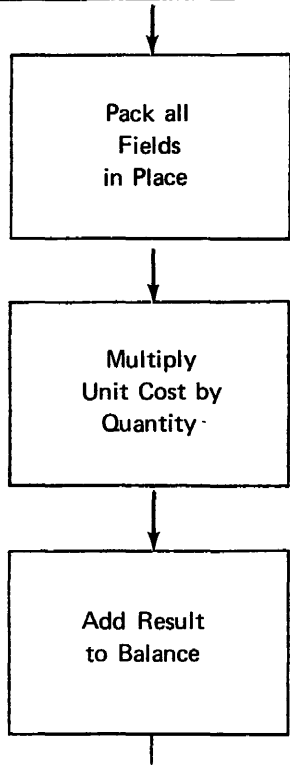 Pack all
Fields
in Place
Multiply
Unit Cost by
Quantity
Add Result
to Balance